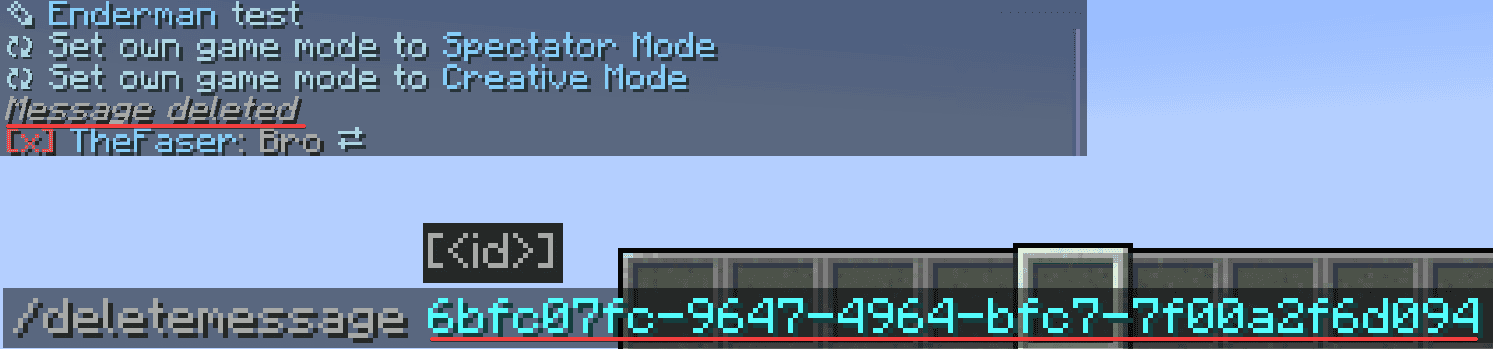 Enderman test
Set own game mode to Spectator Mode
Set own game mode to Creative Mode
Message deleted
[x] TheFaser: Bro ⇄
[<id>]
/deletemessage 6bfc07fc-9647-4964-bfc7-7f00a2f6d094